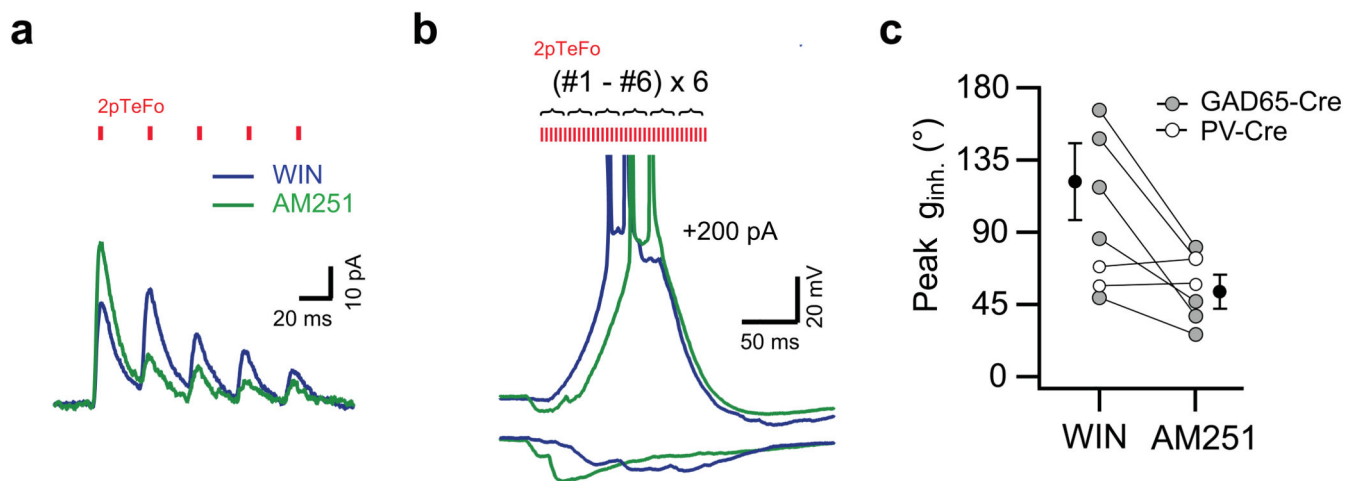 a
2pTeFo
WIN
AM251
20 ms
10 pA
b
2pTeFo
(#1 - #6) x 6
+200 pA
50 ms
20 mV
c
Peak ginh. (°)
180
135
90
45
0
GAD65-Cre
PV-Cre
WIN
AM251